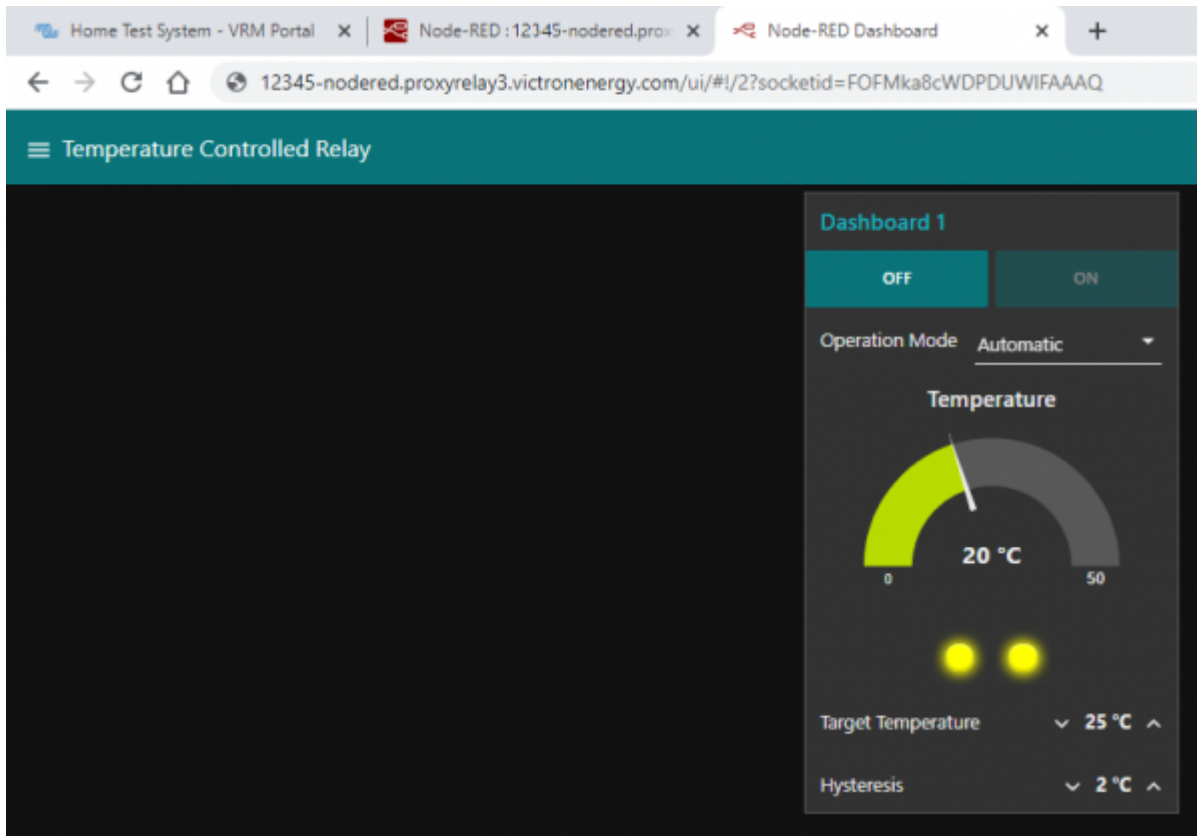 Home Test System - VRM Portal
Node-RED : 12345-nodered.prox
Node-RED Dashboard
12345-nodered.proxyrelay3.victronenergy.com/ui/#!/2?socketid=FOFMka8cWDPDUWIFAAAQ
Temperature Controlled Relay
Dashboard 1
OFF ON
Operation Mode Automatic
Temperature
20 °C
0 50
Target Temperature 25 °C
Hysteresis 2 °C